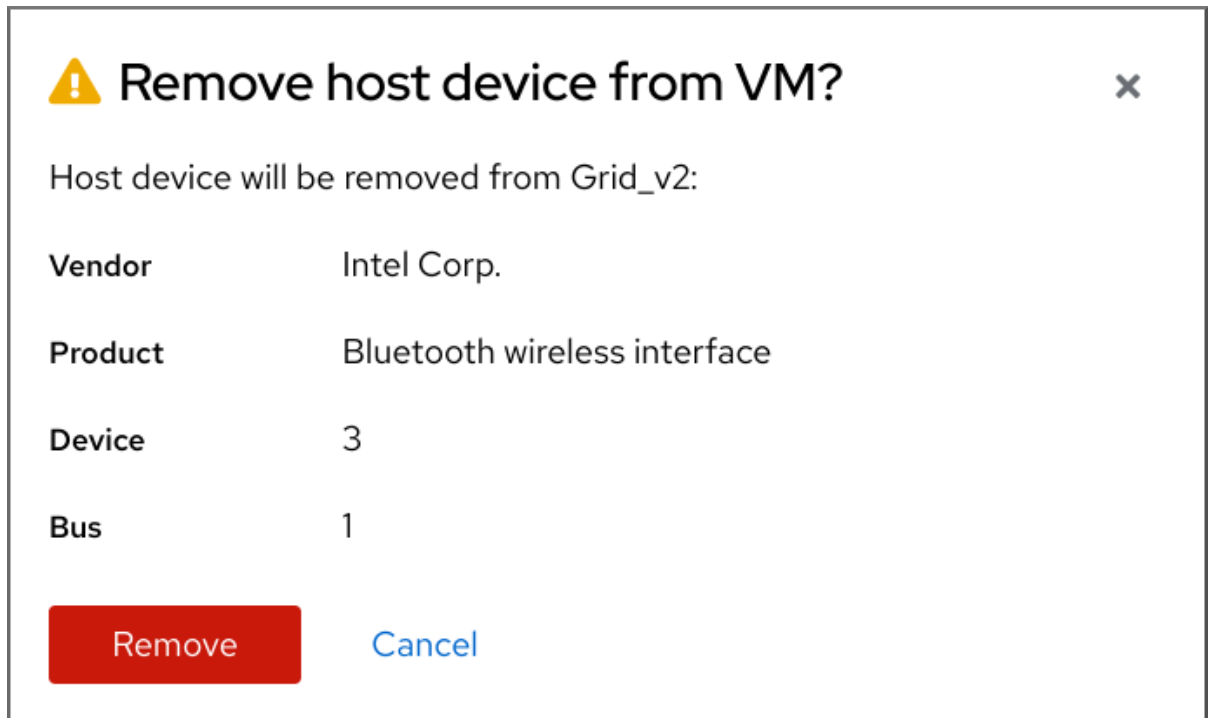 Remove host device from VM?
Host device will be removed from Grid_v2:
Vendor Intel Corp.
Product Bluetooth wireless interface
Device 3
Bus 1
Remove Cancel